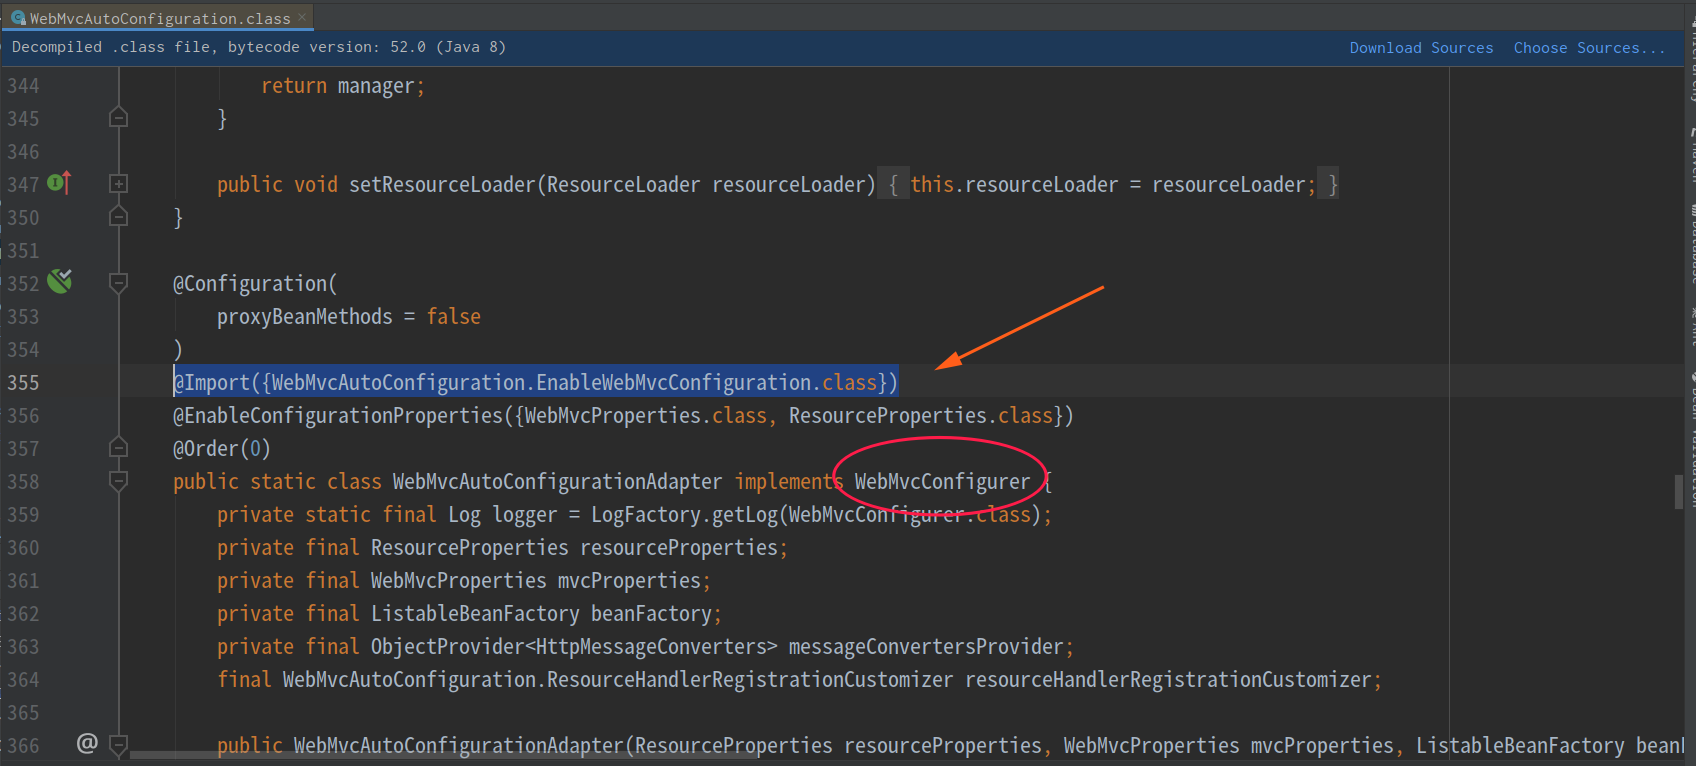 WebMvcAutoConfiguration.class
Decompiled .class file, bytecode version: 52.0 (Java 8)
Download Sources
Choose Sources...
344 return manager;
345 }
346
347 public void setResourceLoader(ResourceLoader resourceLoader) { this.resourceLoader = resourceLoader; }
350 }
351
352 @Configuration(
353 proxyBeanMethods = false
354 )
355 @Import({WebMvcAutoConfiguration.EnableWebMvcConfiguration.class})
356 @EnableConfigurationProperties({WebMvcProperties.class, ResourceProperties.class})
357 @Order(0)
358 public static class WebMvcAutoConfigurationAdapter implements WebMvcConfigurer {
359 private static final Log logger = LogFactory.getLog(WebMvcConfigurer.class);
360 private final ResourceProperties resourceProperties;
361 private final WebMvcProperties mvcProperties;
362 private final ListableBeanFactory beanFactory;
363 private final ObjectProvider<HttpMessageConverters> messageConvertersProvider;
364 final WebMvcAutoConfiguration.ResourceHandlerRegistrationCustomizer resourceHandlerRegistrationCustomizer;
365
366 @ public WebMvcAutoConfigurationAdapter(ResourceProperties resourceProperties, WebMvcProperties mvcProperties, ListableBeanFactory